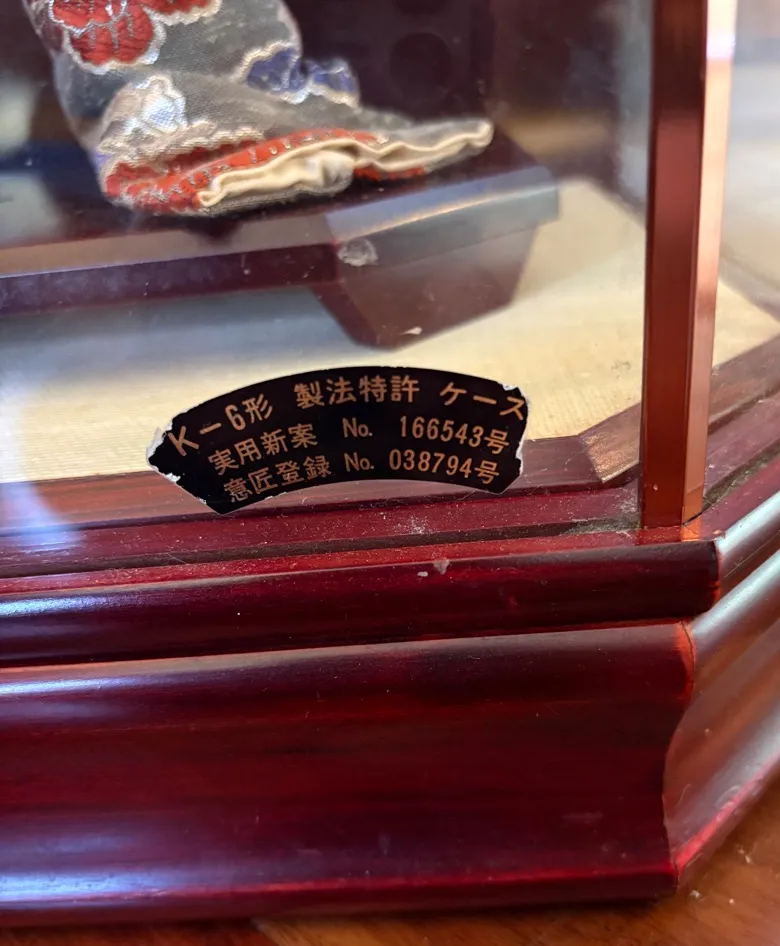 K-6形 製法特許 ケース
実用新案 No. 166543号
意匠登録 No. 038794号